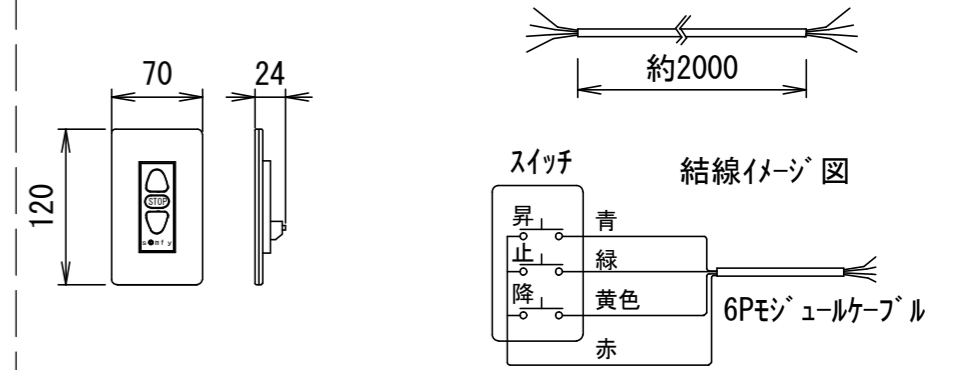 70
24
120
STOP
somfy
約2000
スイッチ
結線イメージ図
昇
青
止
緑
降
黄色
赤
6Pモジュールケーブル